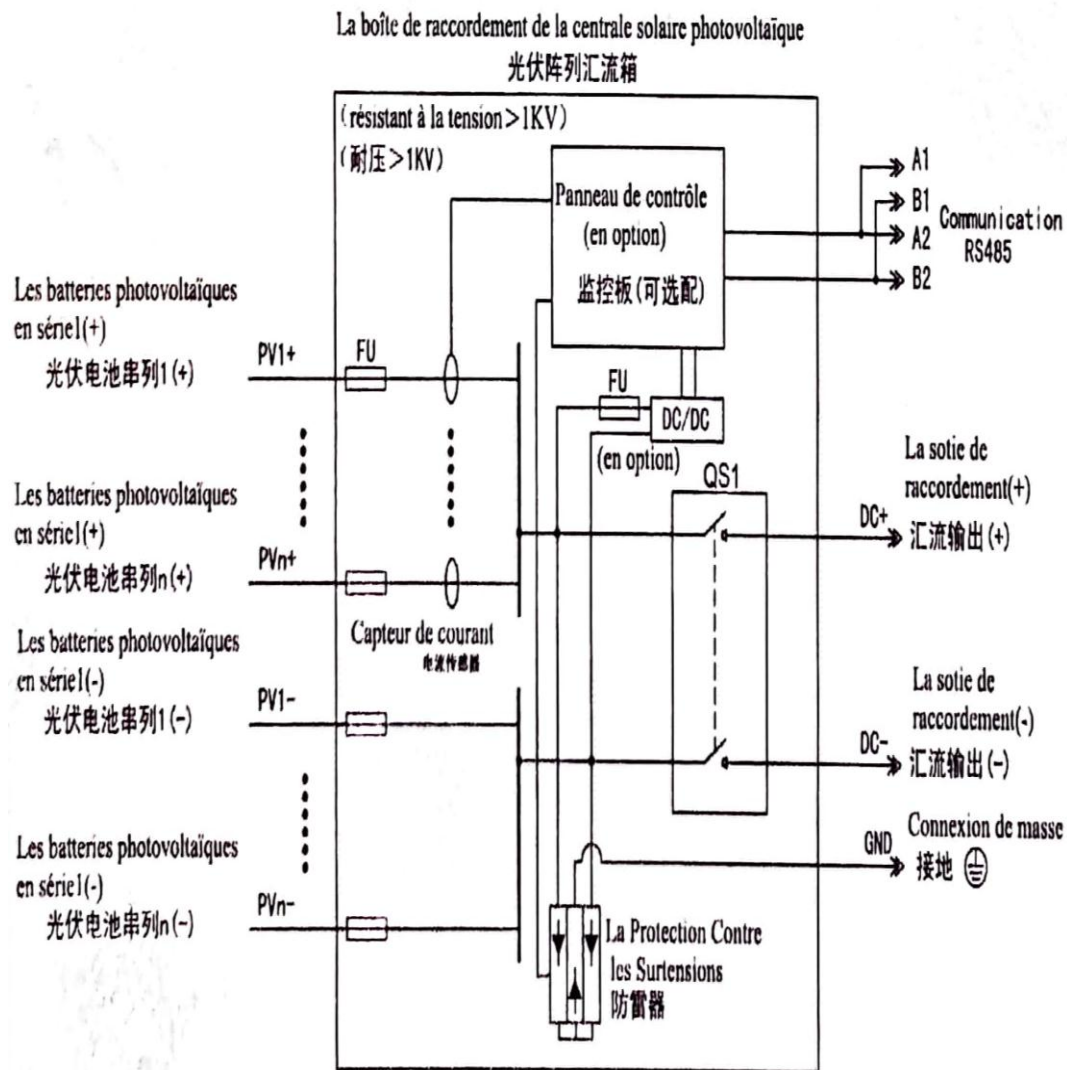 La boîte de raccordement de la centrale solaire photovoltaïque
光伏阵列汇流箱
(résistant à la tension>1KV)
(耐压>1KV)
Panneau de contrôle
(en option)
监控板(可选配)
A1
B1
A2
B2
Communication
RS485
Les batteries photovoltaïques
en série1(+)
光伏电池串列1(+)
PV1+
FU
FU
DC/DC
(en option)
QS1
Les batteries photovoltaïques
en série1(+)
光伏电池串列n(+)
PVn+
Capteur de courant
电流传感器
La sotie de
raccordement(+)
DC+
汇流输出(+)
Les batteries photovoltaïques
en série1(-)
光伏电池串列1(-)
PV1-
La sotie de
raccordement(-)
DC-
汇流输出(-)
Les batteries photovoltaïques
en série1(-)
光伏电池串列n(-)
PVn-
GND
Connexion de masse
接地
La Protection Contre
les Surtensions
防雷器